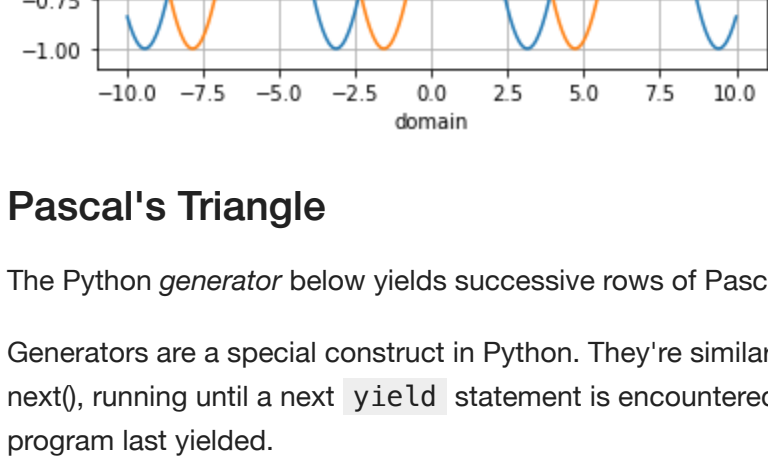 −0.75
−1.00
−10.0 −7.5 −5.0 −2.5 0.0 2.5 5.0 7.5 10.0
domain
Pascal's Triangle
The Python generator below yields successive rows of Pasc
Generators are a special construct in Python. They're similar
next(), running until a next yield statement is encountered
program last yielded.